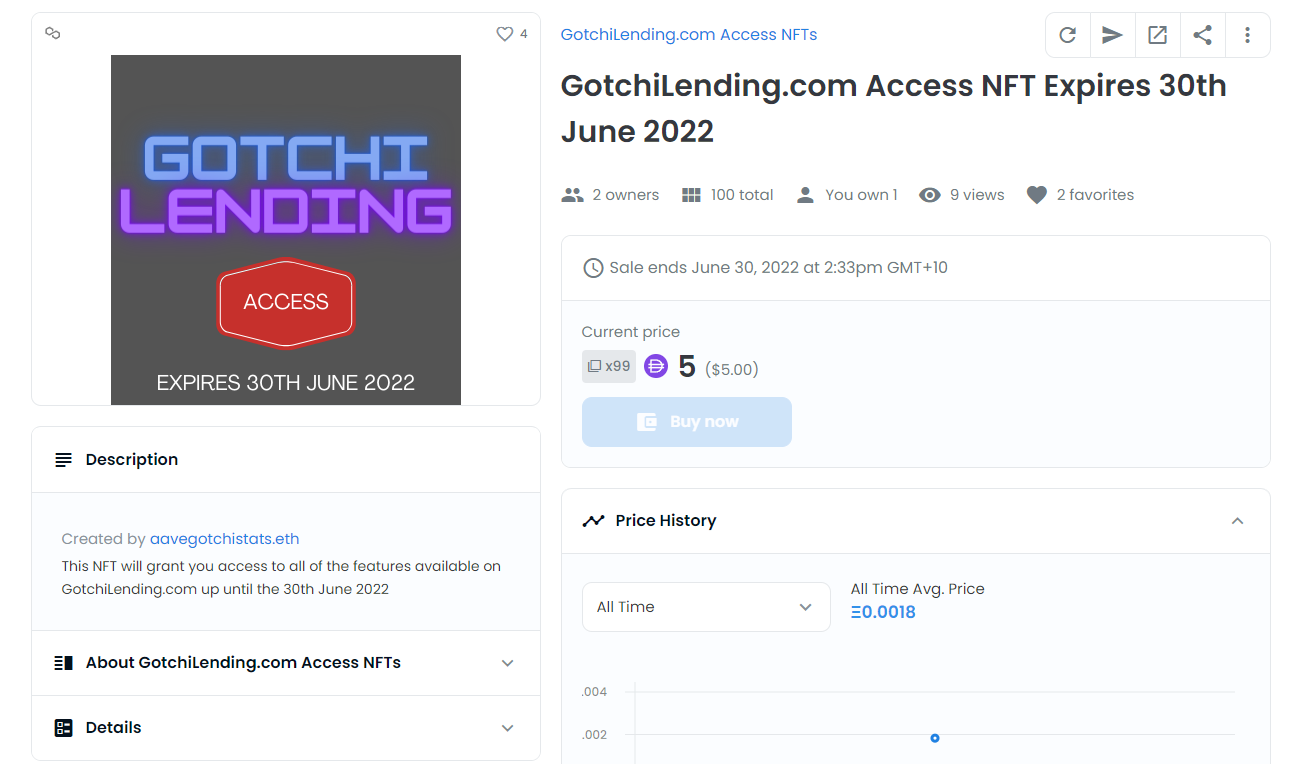 4
GOTCHI
LENDING
ACCESS
EXPIRES 30TH JUNE 2022
Description
Created by aavegotchistats.eth
This NFT will grant you access to all of the features available on
GotchiLending.com up until the 30th June 2022
About GotchiLending.com Access NFTs
Details
GotchiLending.com Access NFTs
GotchiLending.com Access NFT Expires 30th
June 2022
2 owners 100 total You own 1 9 views 2 favorites
Sale ends June 30, 2022 at 2:33pm GMT+10
Current price
x99 5 ($5.00)
Buy now
Price History
All Time
All Time Avg. Price
Ξ0.0018
.004
.002